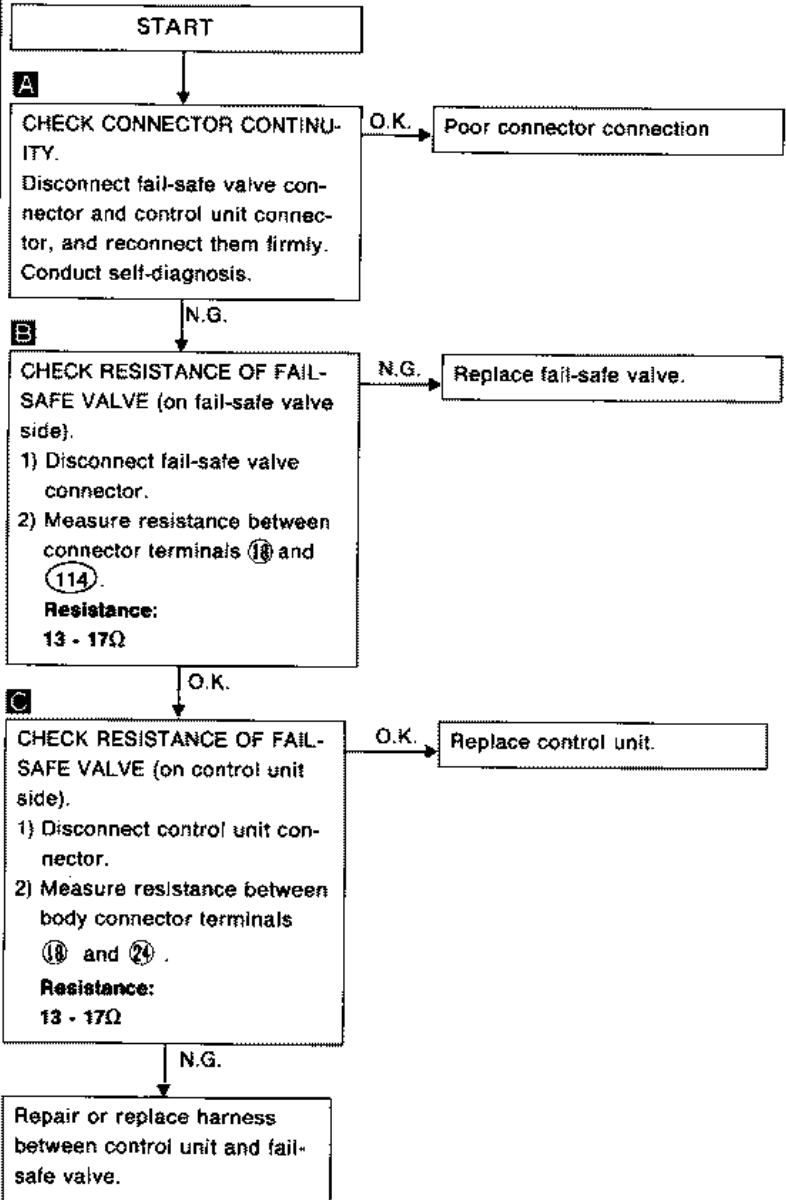 START
A
CHECK CONNECTOR CONTINU-
ITY.
Disconnect fail-safe valve con-
nector and control unit connec-
tor, and reconnect them firmly.
Conduct self-diagnosis.
O.K.
Poor connector connection
N.G.
B
CHECK RESISTANCE OF FAIL-
SAFE VALVE (on fail-safe valve
side).
1) Disconnect fail-safe valve
connector.
2) Measure resistance between
connector terminals ⑱ and
(114).
Resistance:
13 - 17Ω
N.G.
Replace fail-safe valve.
O.K.
C
CHECK RESISTANCE OF FAIL-
SAFE VALVE (on control unit
side).
1) Disconnect control unit con-
nector.
2) Measure resistance between
body connector terminals
⑱ and ㉔ .
Resistance:
13 - 17Ω
O.K.
Replace control unit.
N.G.
Repair or replace harness
between control unit and fail-
safe valve.